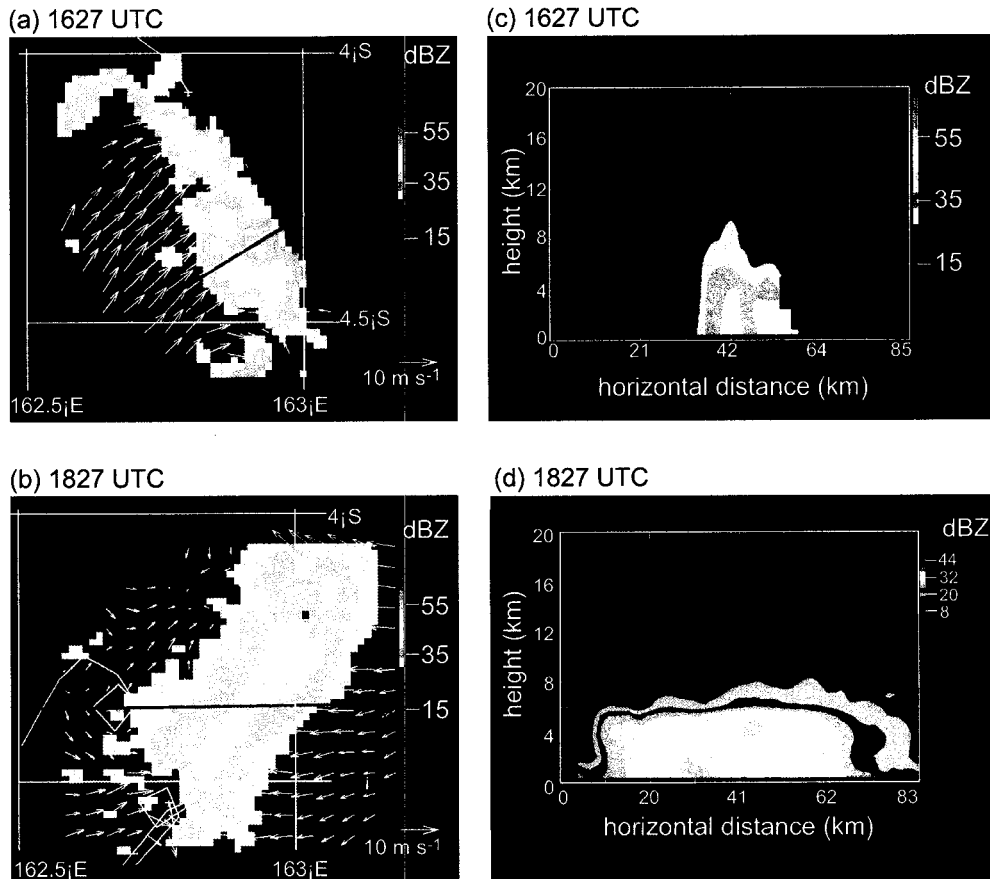 (a) 1627 UTC
4¡S
dBZ
55
35
15
4.5¡S
10 m s-1
162.5¡E
163¡E
(c) 1627 UTC
dBZ
20
16
12
8
4
0
height (km)
55
35
15
0
21
42
64
85
horizontal distance (km)
(b) 1827 UTC
4¡S
dBZ
55
35
15
10 m s-1
162.5¡E
163¡E
(d) 1827 UTC
dBZ
20
16
12
8
4
0
height (km)
44
32
20
8
0
20
41
62
83
horizontal distance (km)